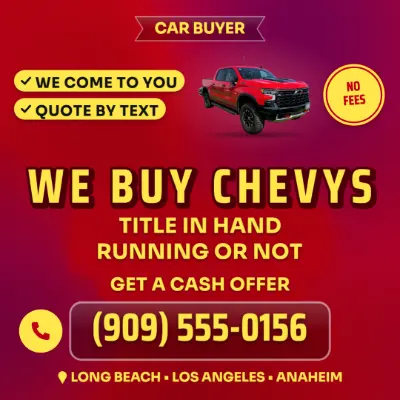 CAR BUYER
✓ WE COME TO YOU
✓ QUOTE BY TEXT
NO
FEES
WE BUY CHEVYS
TITLE IN HAND
RUNNING OR NOT
GET A CASH OFFER
(909) 555-0156
LONG BEACH ▪ LOS ANGELES ▪ ANAHEIM